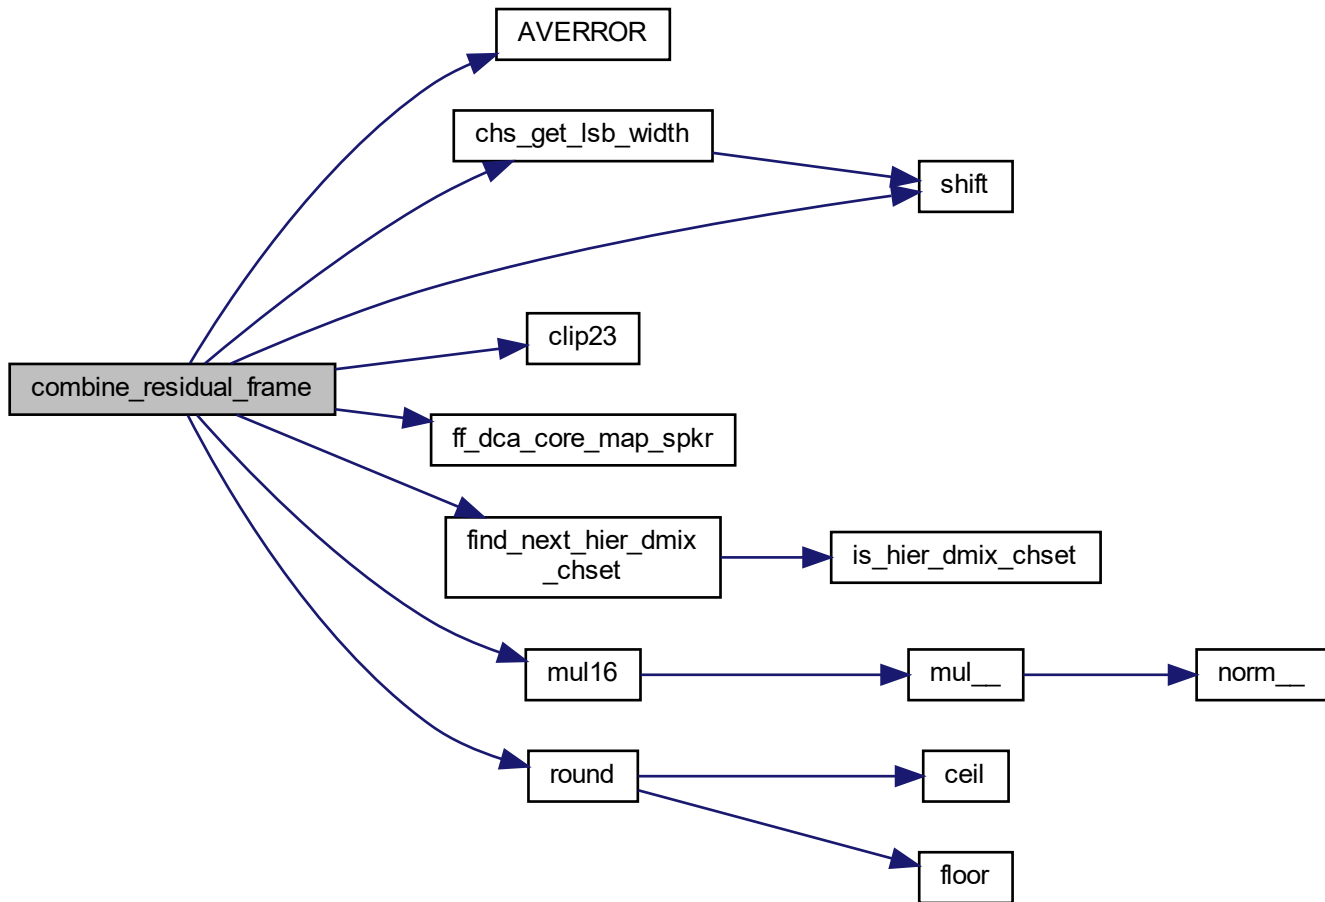 AVERROR
chs_get_lsb_width
shift
clip23
combine_residual_frame
ff_dca_core_map_spkr
find_next_hier_dmix
_chset
is_hier_dmix_chset
mul16
mul__
norm__
round
ceil
floor